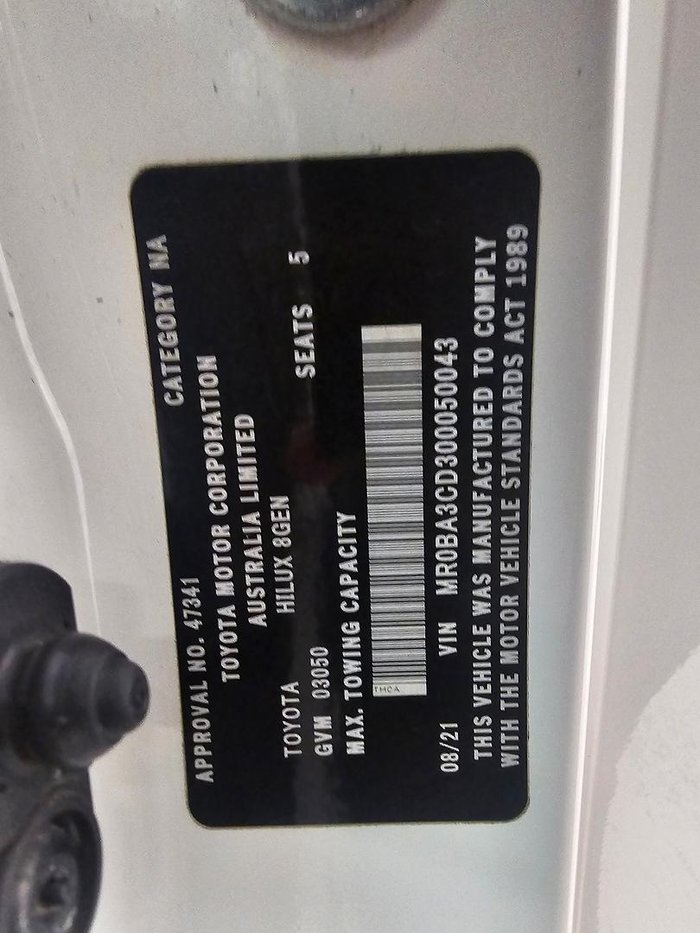 APPROVAL NO. 47341 CATEGORY NA
TOYOTA MOTOR CORPORATION
AUSTRALIA LIMITED
TOYOTA HILUX 8GEN
GVM 03050 SEATS 5
MAX. TOWING CAPACITY
TMCA
08/21 VIN MR0BA3CD300050043
THIS VEHICLE WAS MANUFACTURED TO COMPLY
WITH THE MOTOR VEHICLE STANDARDS ACT 1989